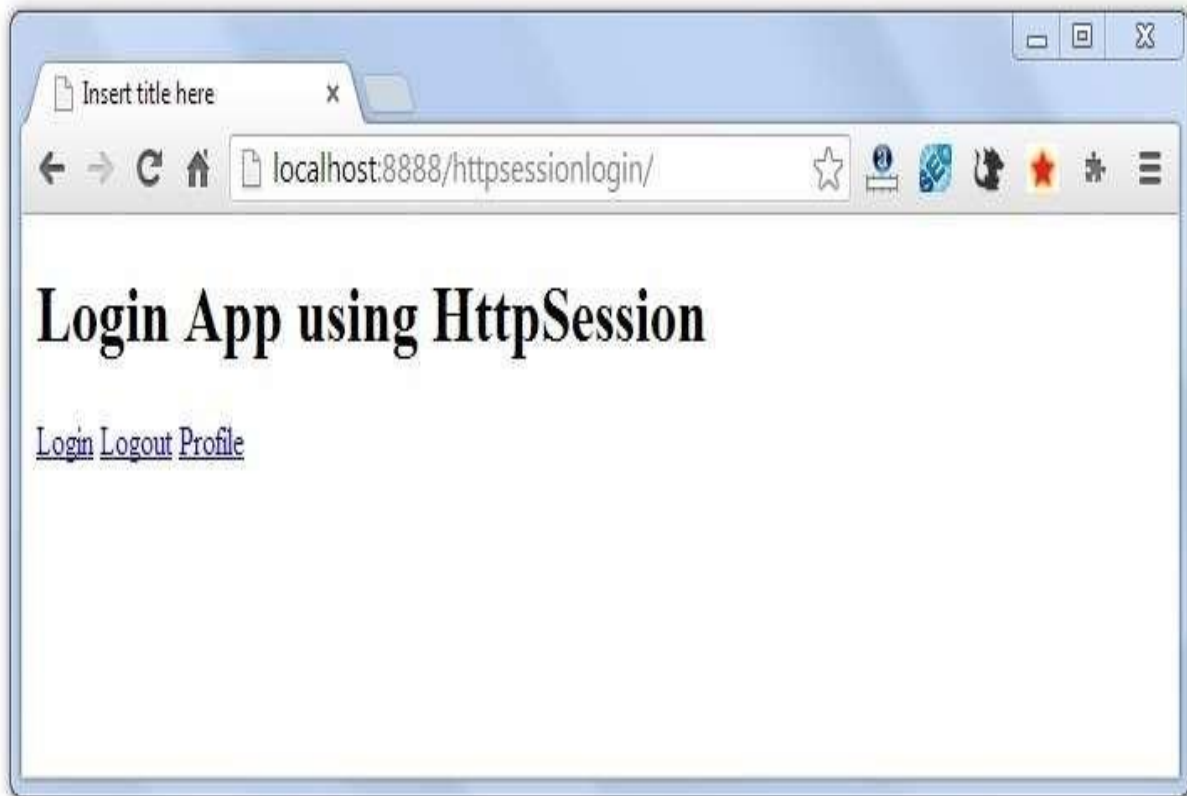 Insert title here
localhost:8888/httpsessionlogin/
Login App using HttpSession
Login Logout Profile